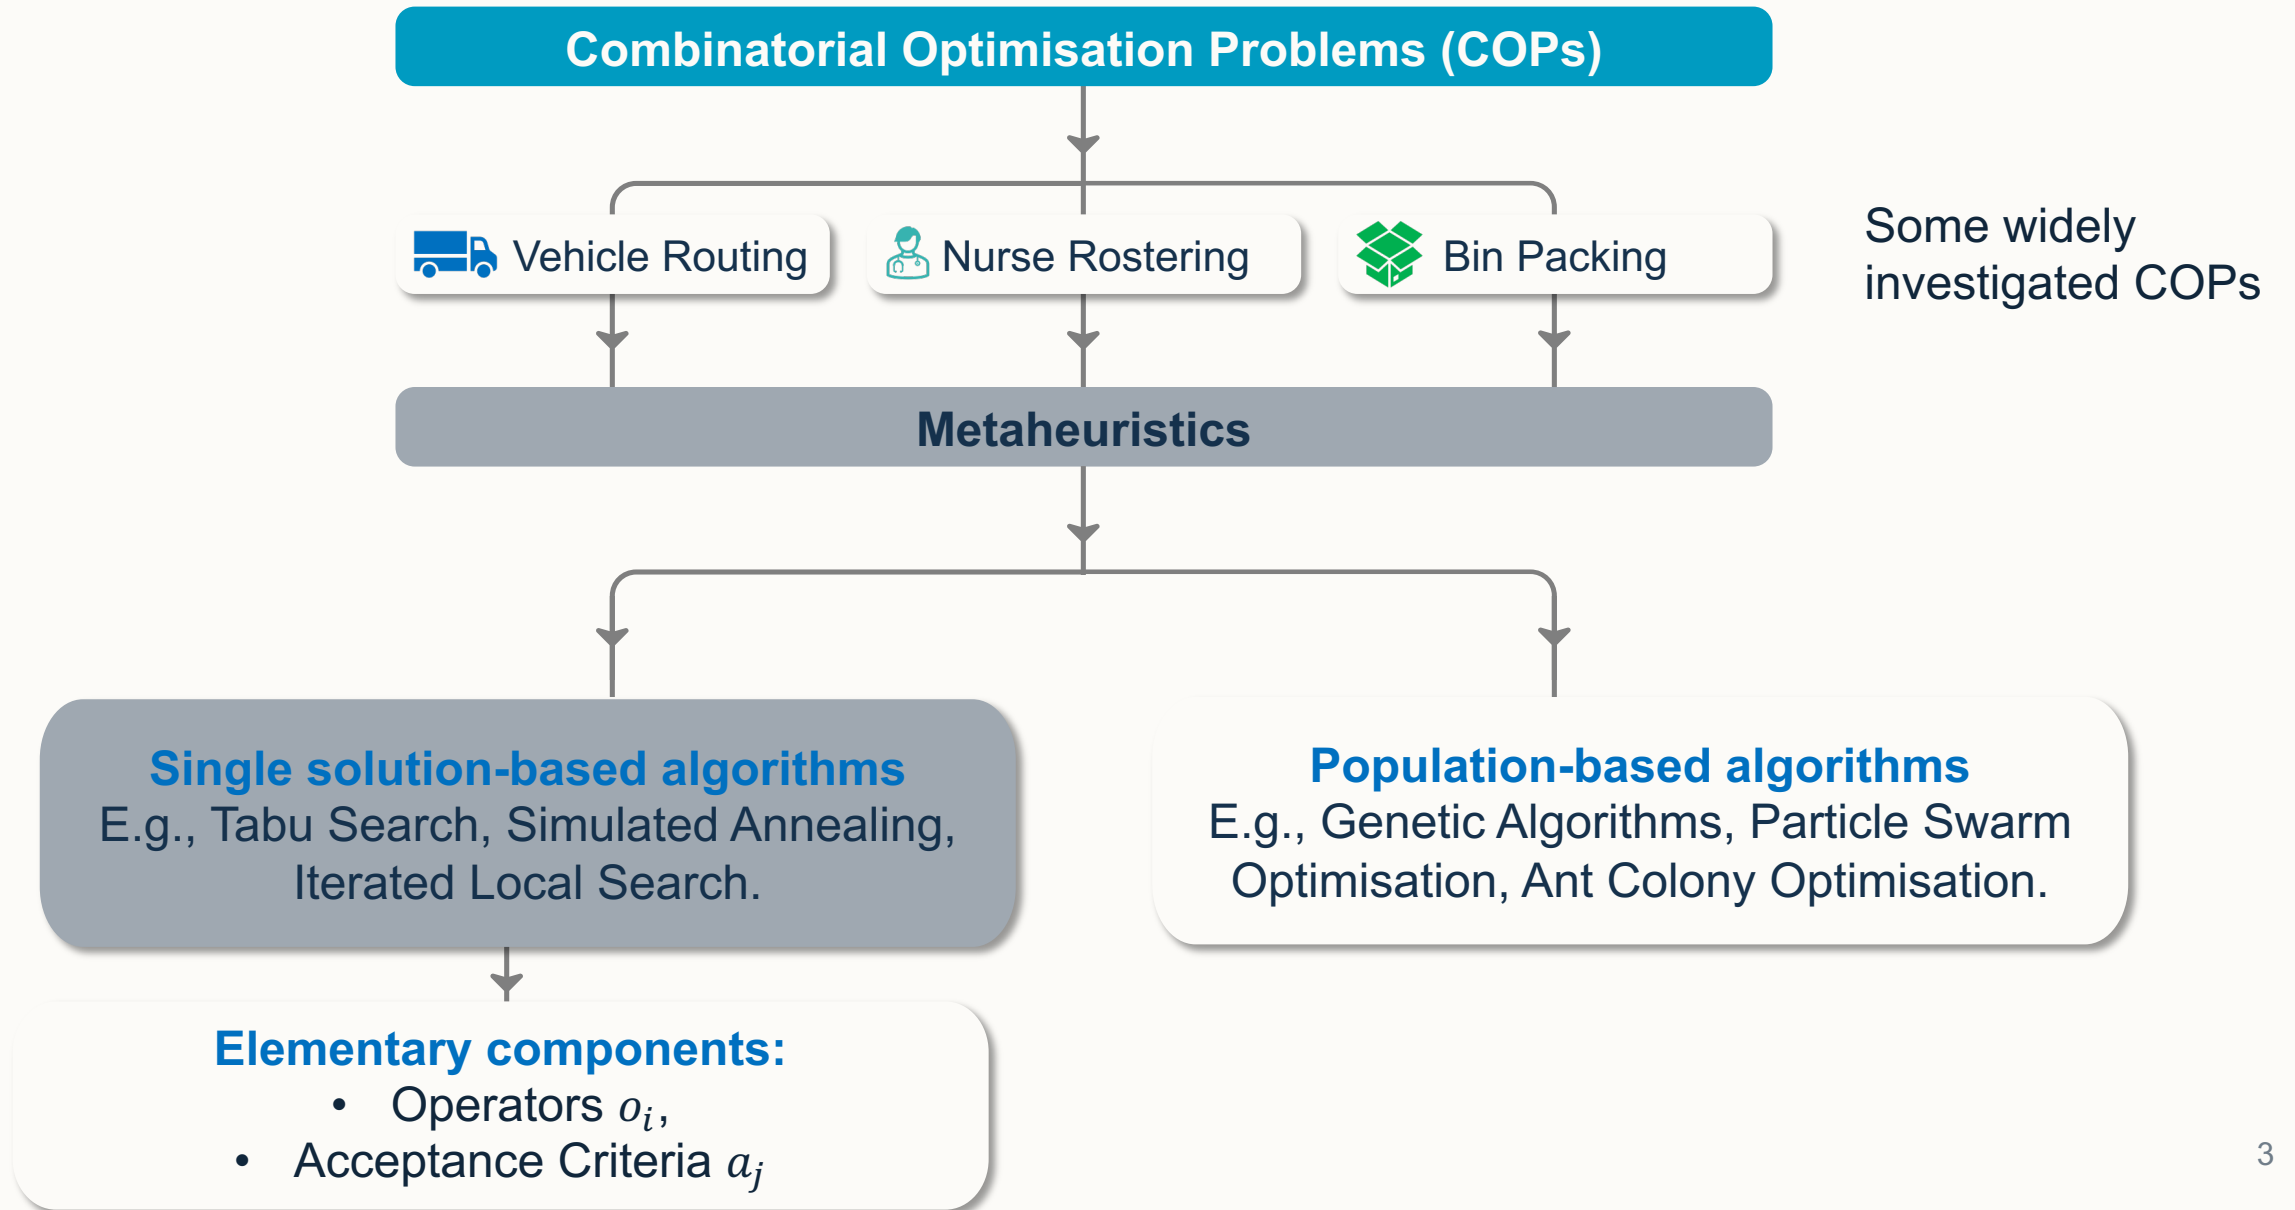 Combinatorial Optimisation Problems (COPs)
Vehicle Routing
Nurse Rostering
Bin Packing
Some widely
investigated COPs
Metaheuristics
Single solution-based algorithms
E.g., Tabu Search, Simulated Annealing,
Iterated Local Search.
Population-based algorithms
E.g., Genetic Algorithms, Particle Swarm
Optimisation, Ant Colony Optimisation.
Elementary components:
• Operators $o_i$,
• Acceptance Criteria $a_j$
3